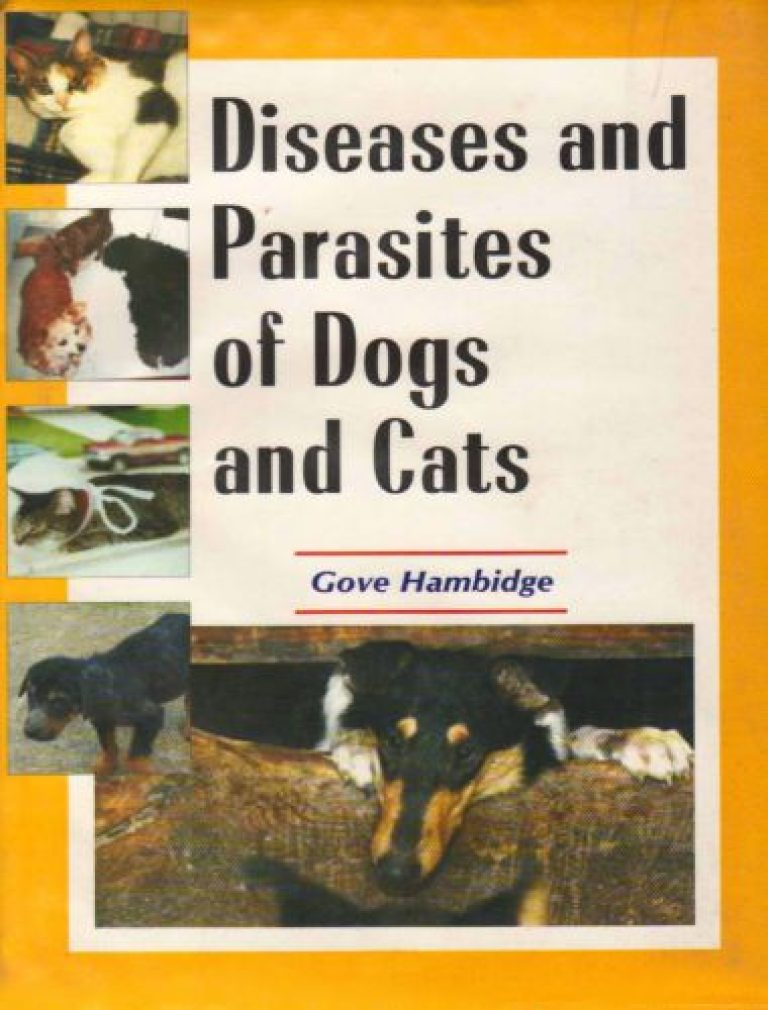 Diseases and
Parasites
of Dogs
and Cats
Gove Hambidge